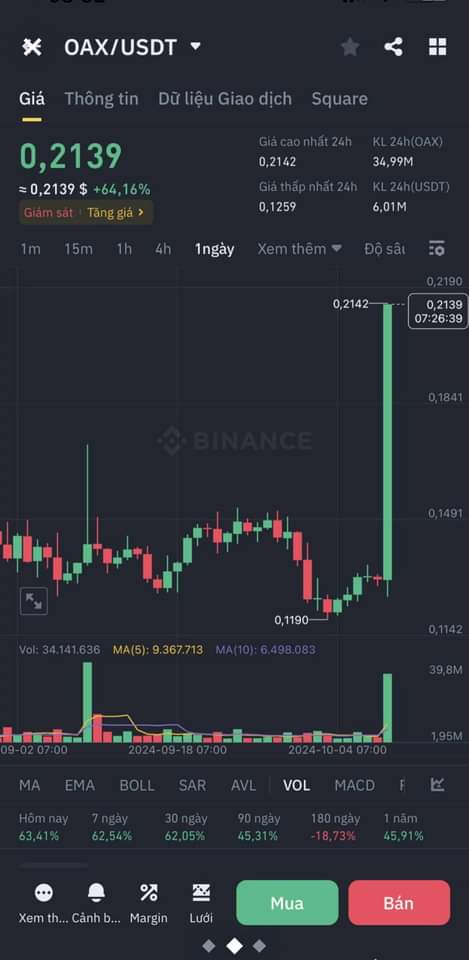 OAX/USDT
Giá Thông tin Dữ liệu Giao dịch Square
0,2139
≈ 0,2139 $ +64,16%
Giám sát Tăng giá
Giá cao nhất 24h KL 24h(OAX)
0,2142 34,99M
Giá thấp nhất 24h KL 24h(USDT)
0,1259 6,01M
1m 15m 1h 4h 1ngày Xem thêm Độ sâu
0,2190
0,2142
0,2139
07:26:39
0,1841
BINANCE
0,1491
0,1190
0,1142
Vol: 34.141.636 MA(5): 9.367.713 MA(10): 6.498.083
39,8M
1,95M
09-02 07:00 2024-09-18 07:00 2024-10-04 07:00
MA EMA BOLL SAR AVL VOL MACD
Hôm nay 7 ngày 30 ngày 90 ngày 180 ngày 1 năm
63,41% 62,54% 62,05% 45,31% -18,73% 45,91%
Xem th... Cảnh b... Margin Lưới Mua Bán